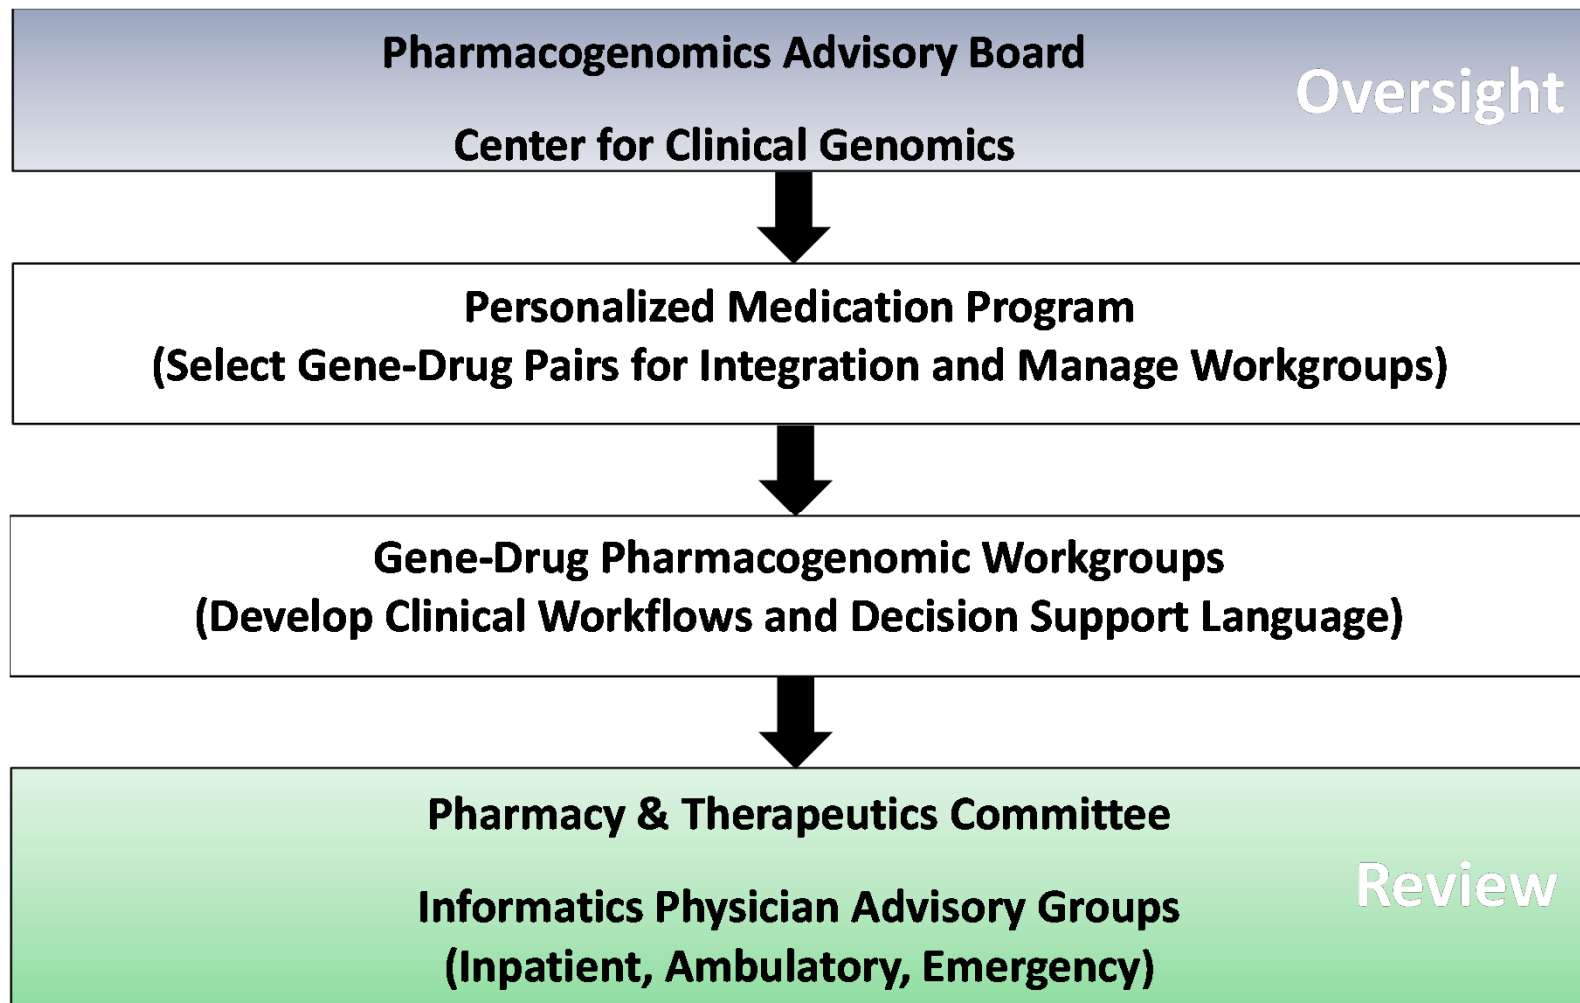 Pharmacogenomics Advisory Board
Oversight
Center for Clinical Genomics
Personalized Medication Program
(Select Gene-Drug Pairs for Integration and Manage Workgroups)
Gene-Drug Pharmacogenomic Workgroups
(Develop Clinical Workflows and Decision Support Language)
Pharmacy & Therapeutics Committee
Review
Informatics Physician Advisory Groups
(Inpatient, Ambulatory, Emergency)